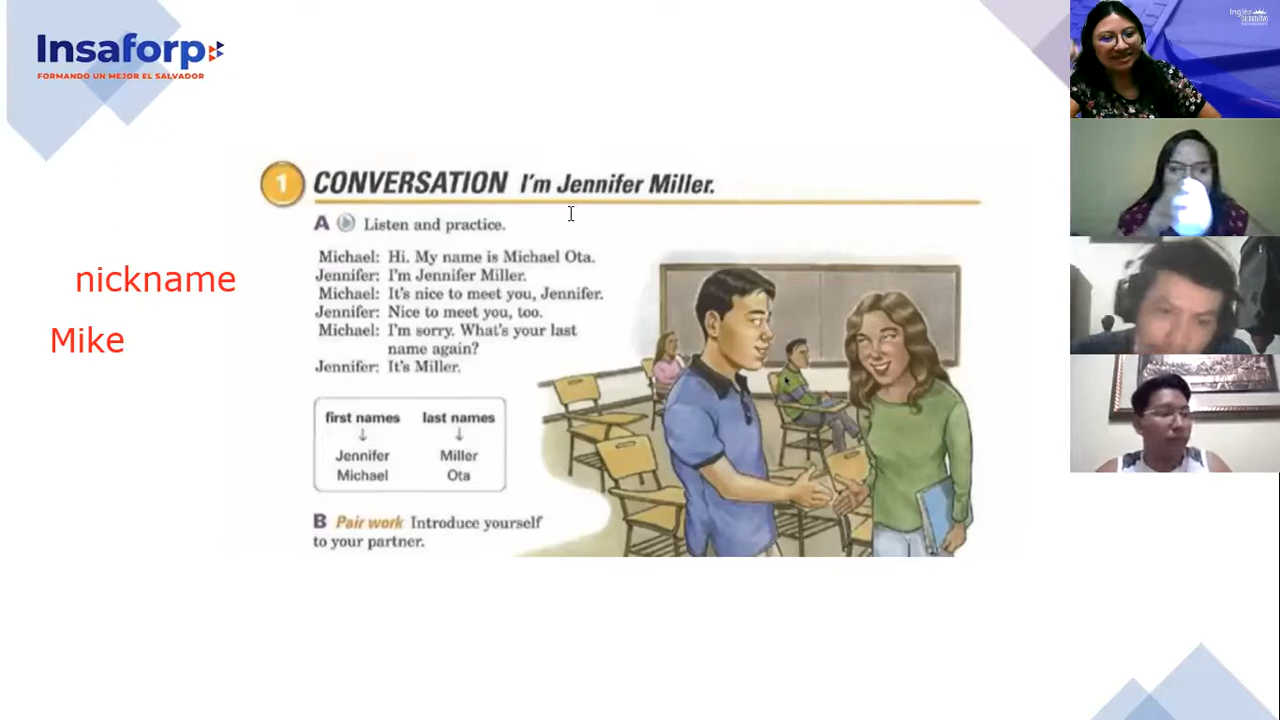 Insaforp
FORMANDO UN MEJOR EL SALVADOR
Inglés
1 CONVERSATION I'm Jennifer Miller.
A Listen and practice.
Michael: Hi. My name is Michael Ota.
Jennifer: I'm Jennifer Miller.
Michael: It's nice to meet you, Jennifer.
Jennifer: Nice to meet you, too.
Michael: I'm sorry. What's your last
name again?
Jennifer: It's Miller.
nickname
Mike
first names last names
Jennifer Miller
Michael Ota
B Pair work Introduce yourself
to your partner.